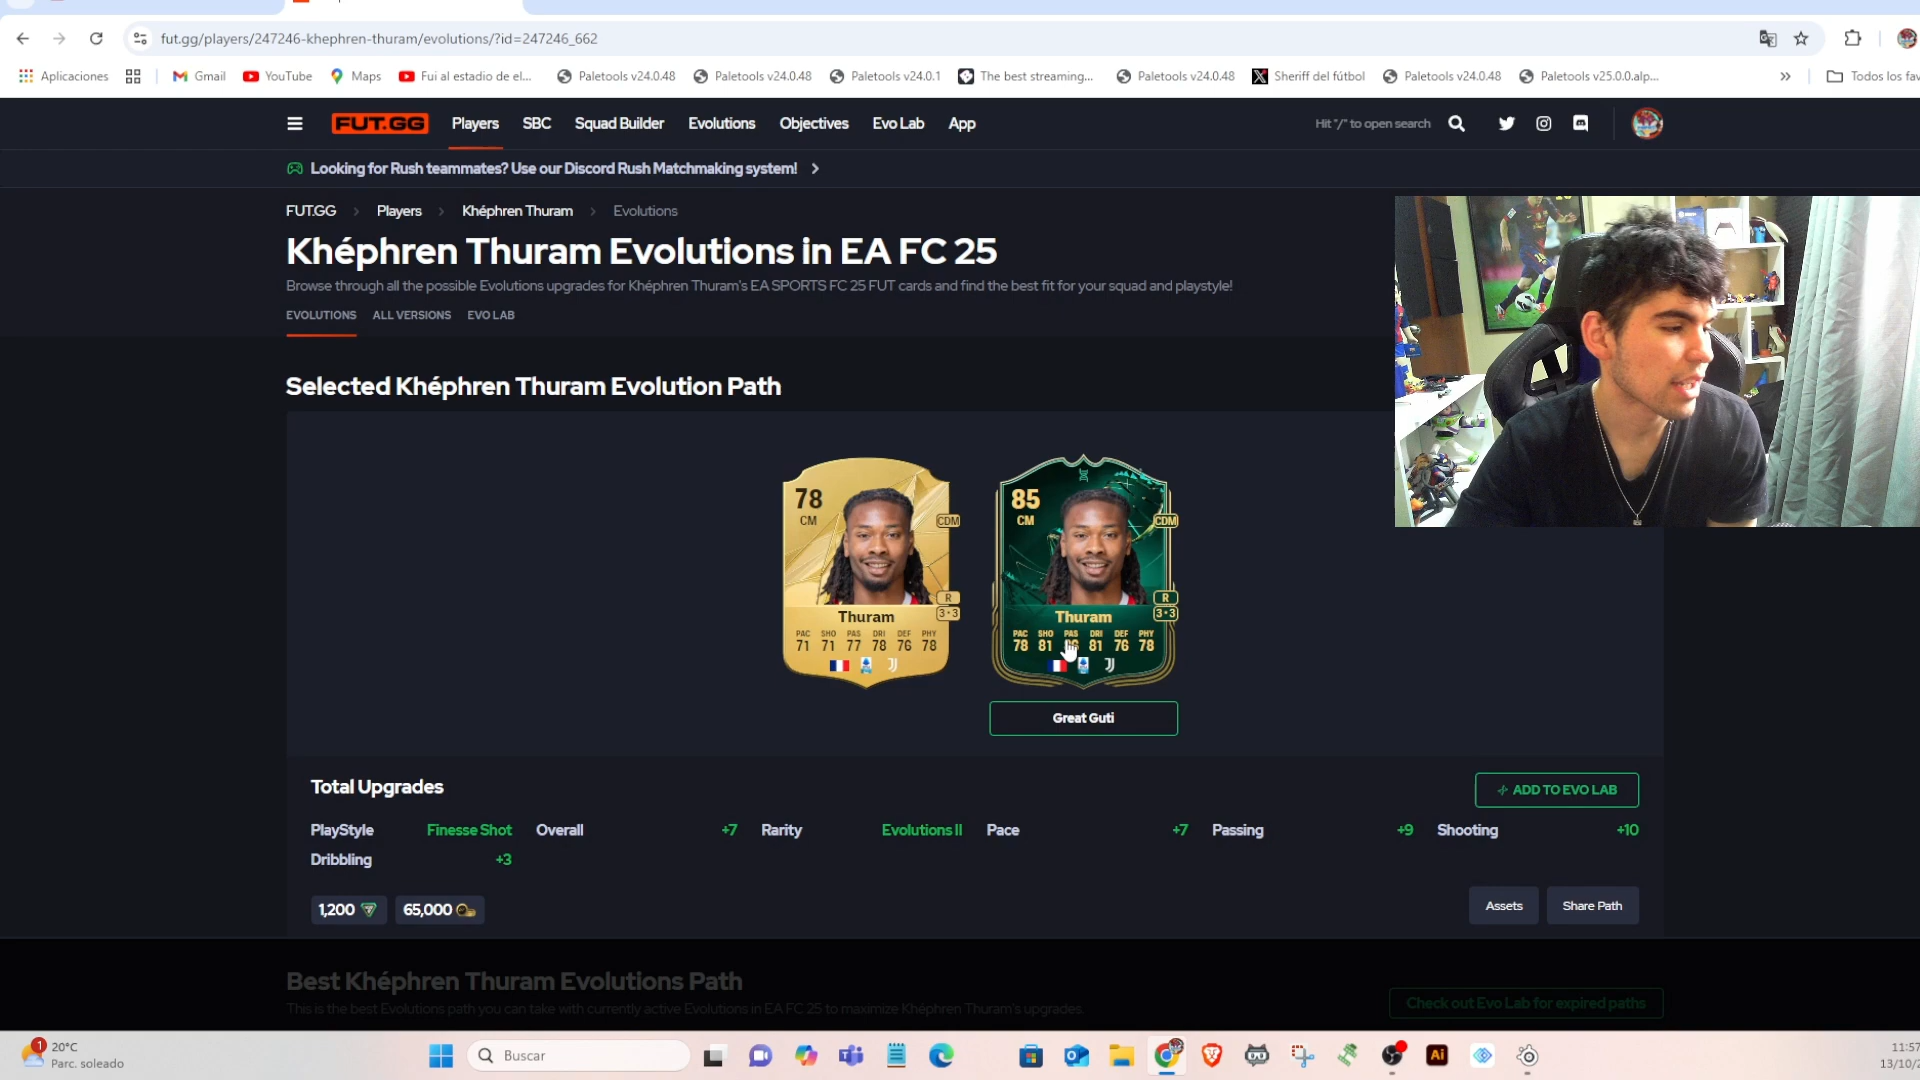 fut.gg/players/247246-khephren-thuram/evolutions/?id=247246_662
Aplicaciones Gmail YouTube Maps Fui al estadio de el... Paletools v24.0.48 Paletools v24.0.48 Paletools v24.0.1 The best streaming... Paletools v24.0.48 Sheriff del fútbol Paletools v24.0.48 Paletools v25.0.0.alp... » Todos los fav
FUT.GG Players SBC Squad Builder Evolutions Objectives Evo Lab App Hit "/" to open search
Looking for Rush teammates? Use our Discord Rush Matchmaking system!
FUT.GG Players Khéphren Thuram Evolutions
Khéphren Thuram Evolutions in EA FC 25
Browse through all the possible Evolutions upgrades for Khéphren Thuram's EA SPORTS FC 25 FUT cards and find the best fit for your squad and playstyle!
EVOLUTIONS ALL VERSIONS EVO LAB
Selected Khéphren Thuram Evolution Path
78 85
CM CDM CM CDM
R R
3•3 3•3
Thuram Thuram
PAC SHO PAS DRI DEF PHY PAC SHO PAS DRI DEF PHY
71 71 77 78 76 78 78 81 81 76 78
Great Guti
Total Upgrades ADD TO EVO LAB
PlayStyle Finesse Shot Overall +7 Rarity Evolutions II Pace +7 Passing +9 Shooting +10
Dribbling +3
1,200 65,000 Assets Share Path
Best Khéphren Thuram Evolutions Path
This is the best Evolutions path you can take with currently active Evolutions in EA FC 25 to maximize Khéphren Thuram's upgrades.
Check out Evo Lab for expired paths
1 20°C
Parc. soleado
Buscar
Ai
11:57
13/10/2